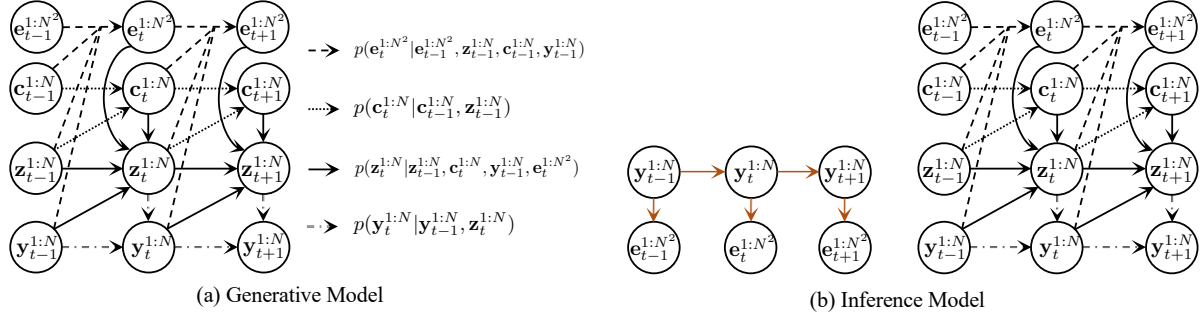 e_{t-1}^{1:N^2} e_t^{1:N^2} e_{t+1}^{1:N^2}
c_{t-1}^{1:N} c_t^{1:N} c_{t+1}^{1:N}
z_{t-1}^{1:N} z_t^{1:N} z_{t+1}^{1:N}
y_{t-1}^{1:N} y_t^{1:N} y_{t+1}^{1:N}
p(e_t^{1:N^2}|e_{t-1}^{1:N^2}, z_{t-1}^{1:N}, c_{t-1}^{1:N}, y_{t-1}^{1:N})
p(c_t^{1:N}|c_{t-1}^{1:N}, z_{t-1}^{1:N})
p(z_t^{1:N}|z_{t-1}^{1:N}, c_t^{1:N}, y_{t-1}^{1:N}, e_t^{1:N^2})
p(y_t^{1:N}|y_{t-1}^{1:N}, z_t^{1:N})
(a) Generative Model
y_{t-1}^{1:N} y_t^{1:N} y_{t+1}^{1:N}
e_{t-1}^{1:N^2} e_t^{1:N^2} e_{t+1}^{1:N^2}
e_{t-1}^{1:N^2} e_t^{1:N^2} e_{t+1}^{1:N^2}
c_{t-1}^{1:N} c_t^{1:N} c_{t+1}^{1:N}
z_{t-1}^{1:N} z_t^{1:N} z_{t+1}^{1:N}
y_{t-1}^{1:N} y_t^{1:N} y_{t+1}^{1:N}
(b) Inference Model